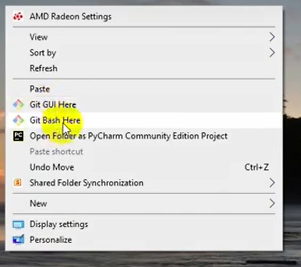 AMD Radeon Settings
View
Sort by
Refresh
Paste
Git GUI Here
Git Bash Here
Open Folder as PyCharm Community Edition Project
Paste shortcut
Undo Move Ctrl+Z
Shared Folder Synchronization
New
Display settings
Personalize